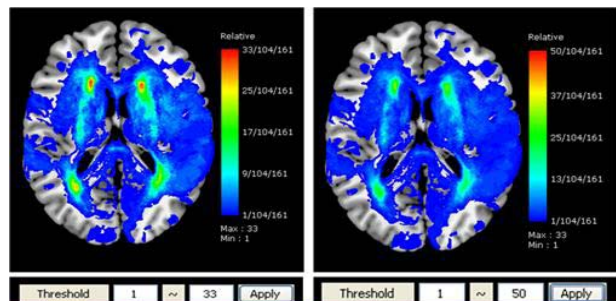 Relative
33/104/161
25/104/161
17/104/161
9/104/161
1/104/161
Max : 33
Min : 1
Threshold 1 ~ 33 Apply
Relative
50/104/161
37/104/161
25/104/161
13/104/161
1/104/161
Max : 33
Min : 1
Threshold 1 ~ 50 Apply